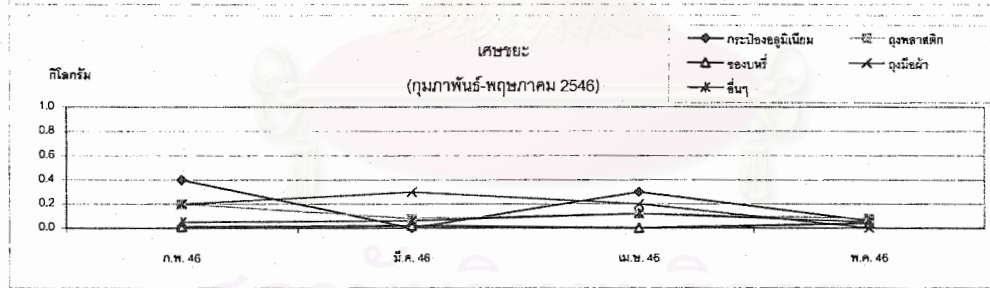 เศษขยะ
(กุมภาพันธ์-พฤษภาคม 2546)
กิโลกรัม
กระป๋องอลูมิเนียม
ถุงพลาสติก
ซองบุหรี่
ถุงมือผ้า
อื่นๆ
1.0
0.8
0.6
0.4
0.2
0.0
ก.พ. 46
มี.ค. 46
เม.ษ. 46
พ.ค. 46